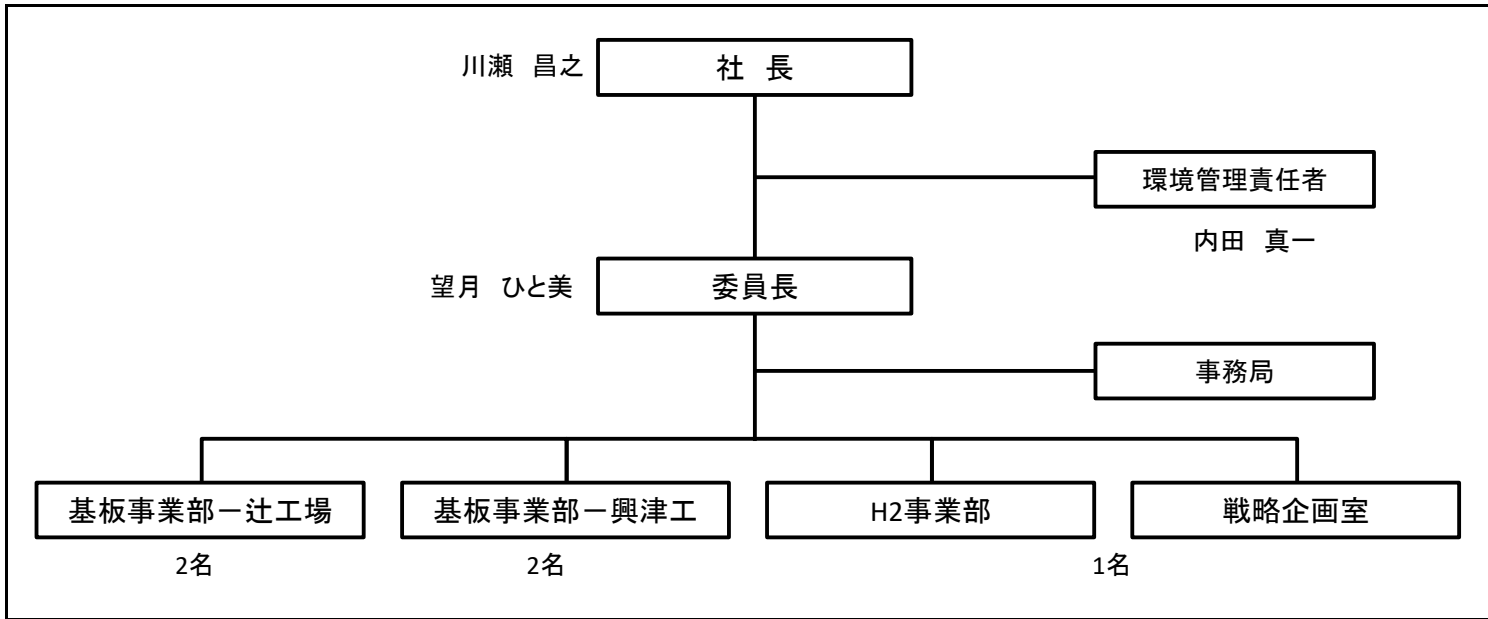 川瀬　昌之
社　長
環境管理責任者
内田　真一
望月　ひと美
委員長
事務局
基板事業部－辻工場
基板事業部－興津工
H2事業部
戦略企画室
2名
2名
1名